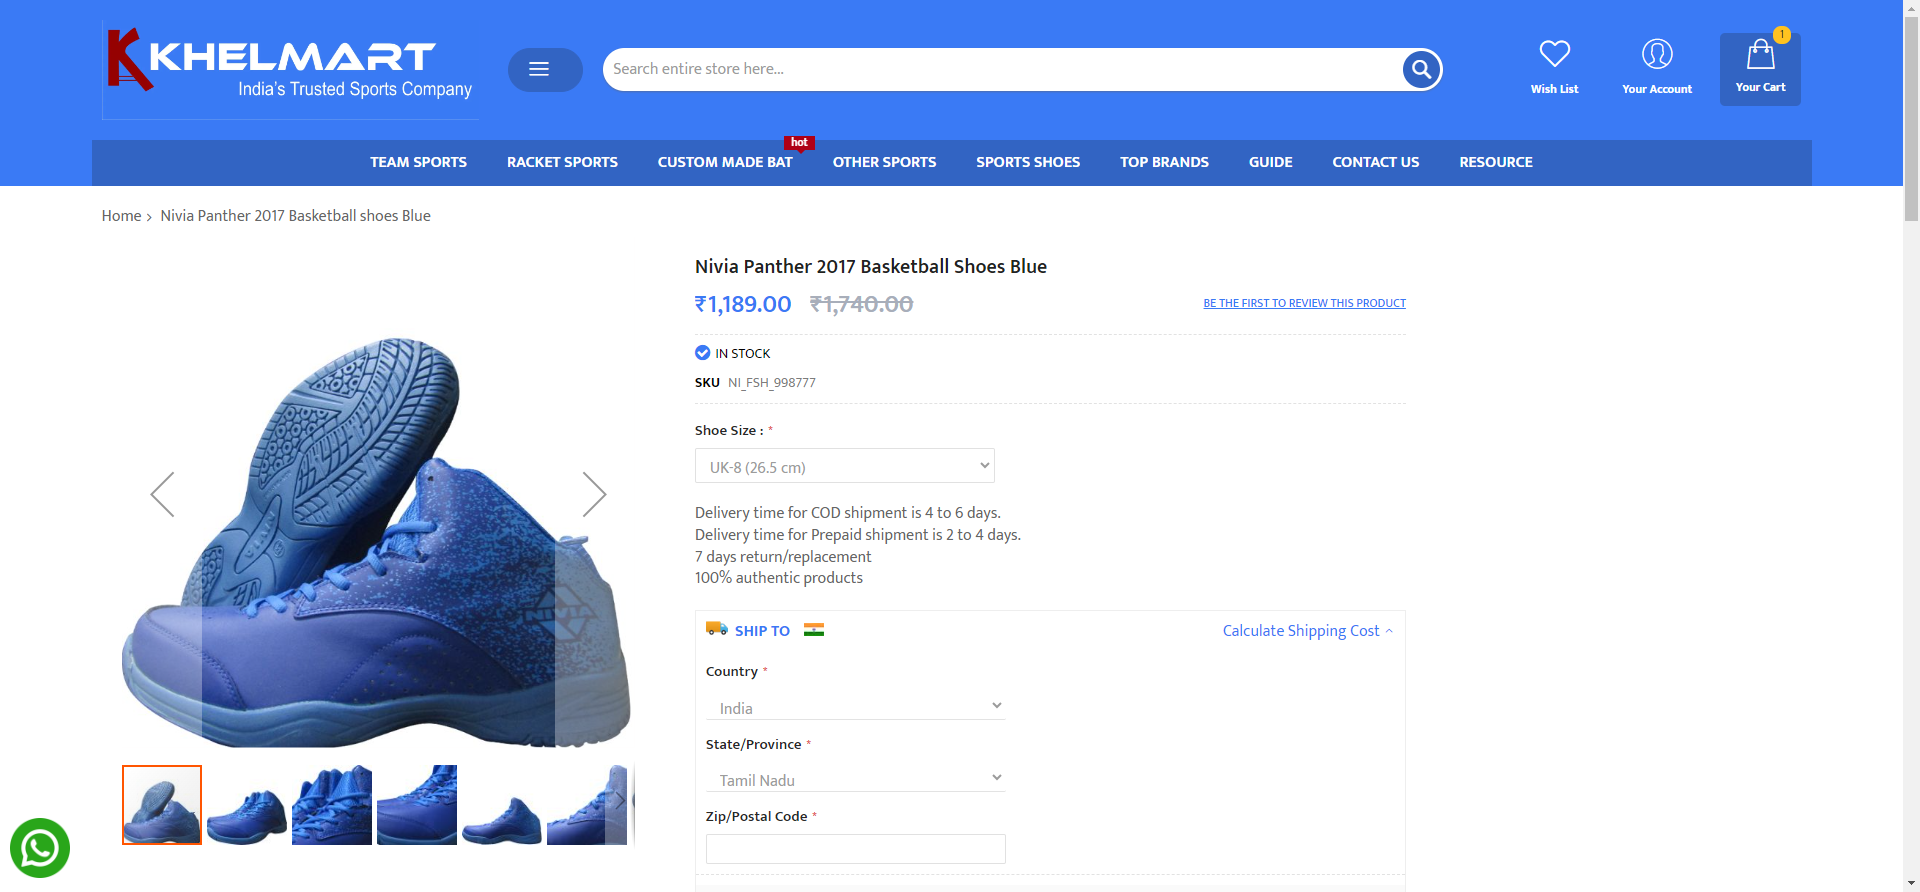 KHELMART
India's Trusted Sports Company
Search entire store here...
Wish List
Your Account
1
Your Cart
hot
TEAM SPORTS
RACKET SPORTS
CUSTOM MADE BAT
OTHER SPORTS
SPORTS SHOES
TOP BRANDS
GUIDE
CONTACT US
RESOURCE
Home › Nivia Panther 2017 Basketball shoes Blue
Nivia Panther 2017 Basketball Shoes Blue
₹1,189.00 ₹1,740.00
BE THE FIRST TO REVIEW THIS PRODUCT
IN STOCK
SKU NI_FSH_998777
Shoe Size : *
UK-8 (26.5 cm)
Delivery time for COD shipment is 4 to 6 days.
Delivery time for Prepaid shipment is 2 to 4 days.
7 days return/replacement
100% authentic products
SHIP TO
Calculate Shipping Cost
Country *
India
State/Province *
Tamil Nadu
Zip/Postal Code *
NIVIA